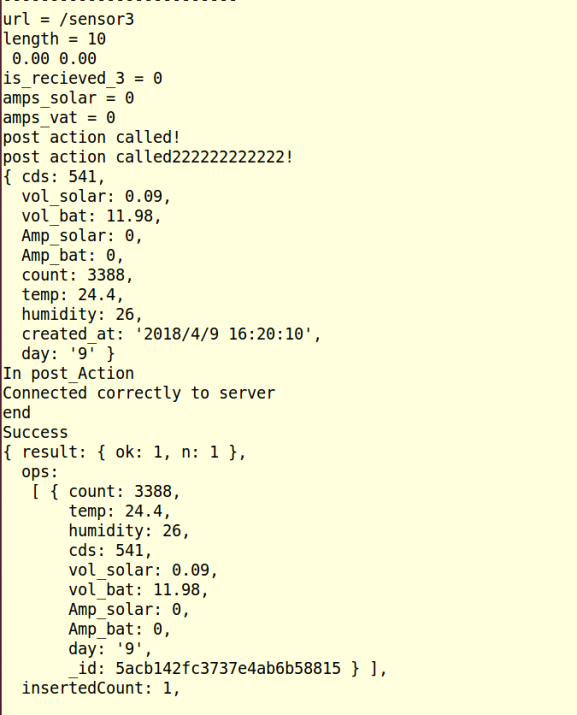 --------------------------
url = /sensor3
length = 10
 0.00 0.00
is_recieved_3 = 0
amps_solar = 0
amps_vat = 0
post action called!
post action called222222222222!
{ cds: 541,
  vol_solar: 0.09,
  vol_bat: 11.98,
  Amp_solar: 0,
  Amp_bat: 0,
  count: 3388,
  temp: 24.4,
  humidity: 26,
  created_at: '2018/4/9 16:20:10',
  day: '9' }
In post_Action
Connected correctly to server
end
Success
{ result: { ok: 1, n: 1 },
  ops:
   [ { count: 3388,
       temp: 24.4,
       humidity: 26,
       cds: 541,
       vol_solar: 0.09,
       vol_bat: 11.98,
       Amp_solar: 0,
       Amp_bat: 0,
       day: '9',
       _id: 5acb142fc3737e4ab6b58815 } ],
  insertedCount: 1,